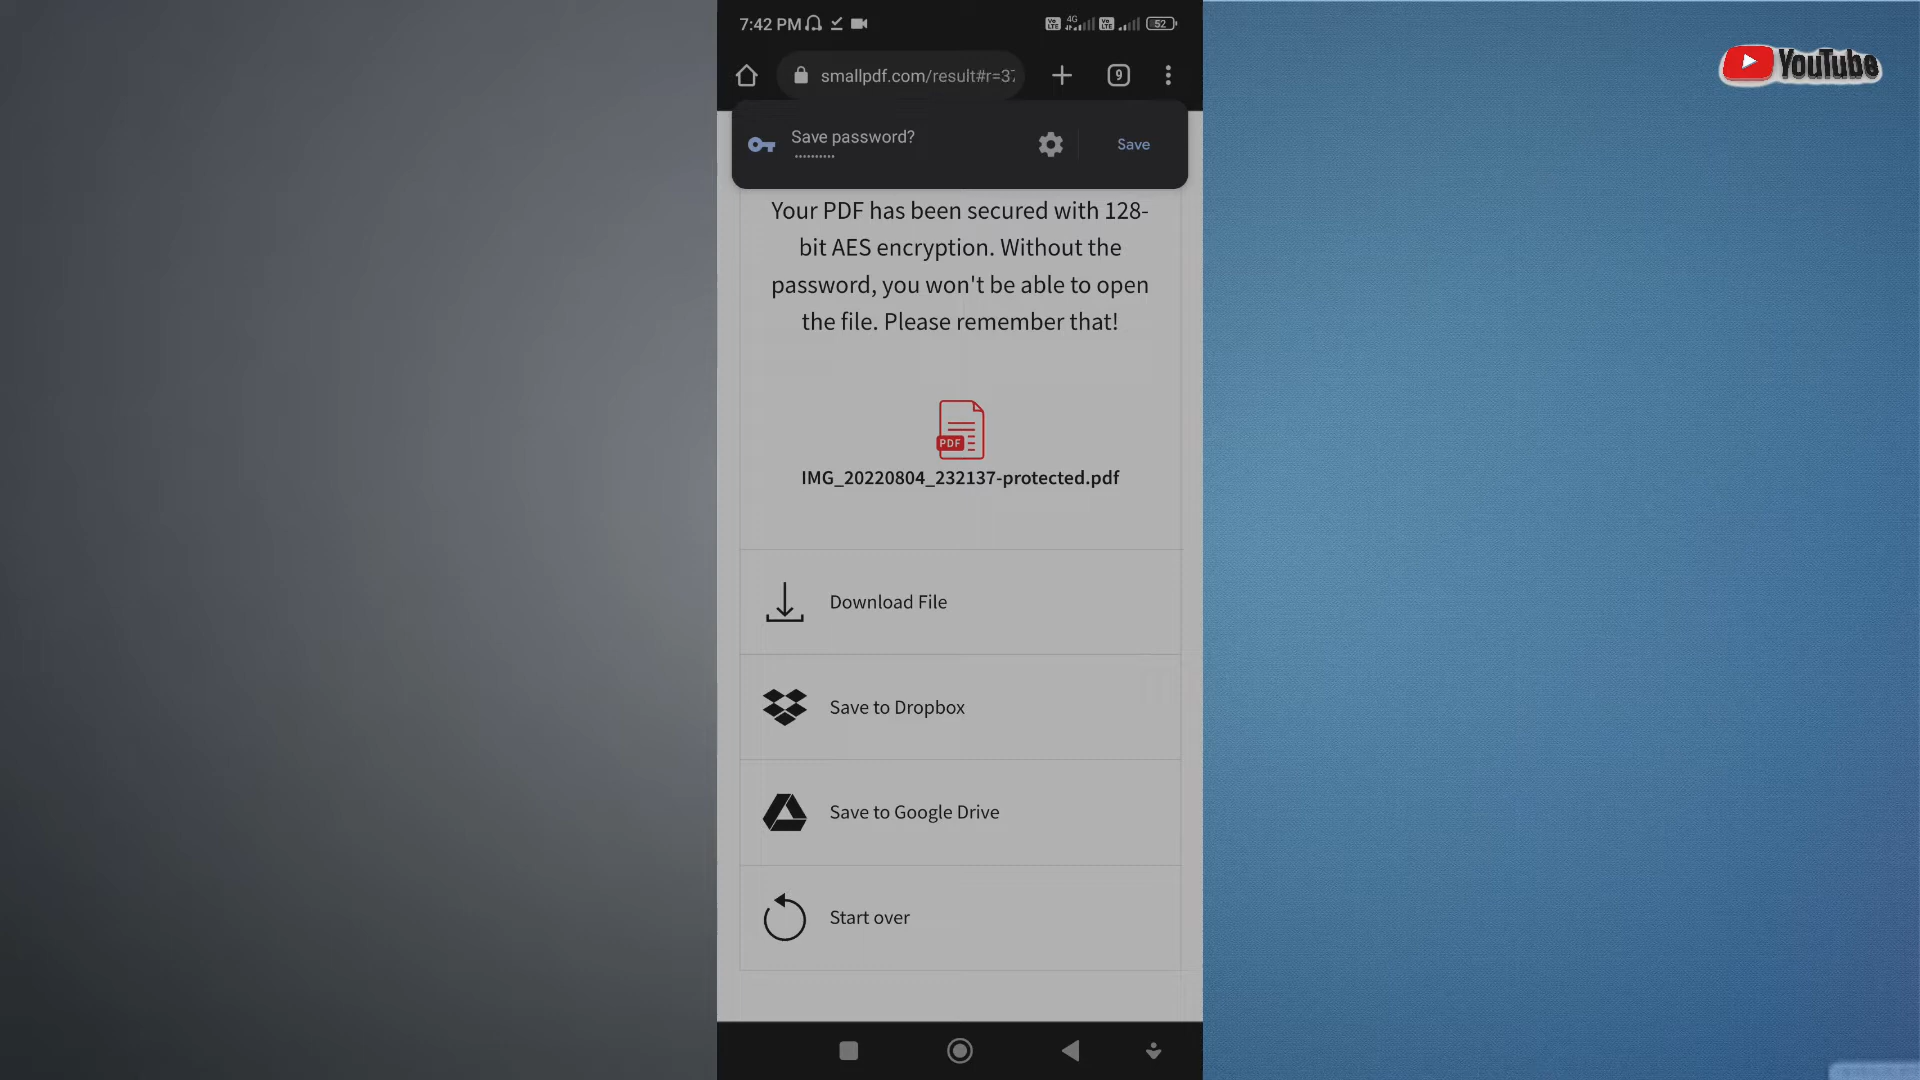 7:42 PM
4G
52
YouTube
smallpdf.com/result#r=37
9
Save password?
Save
Your PDF has been secured with 128-
bit AES encryption. Without the
password, you won't be able to open
the file. Please remember that!
PDF
IMG_20220804_232137-protected.pdf
Download File
Save to Dropbox
Save to Google Drive
Start over